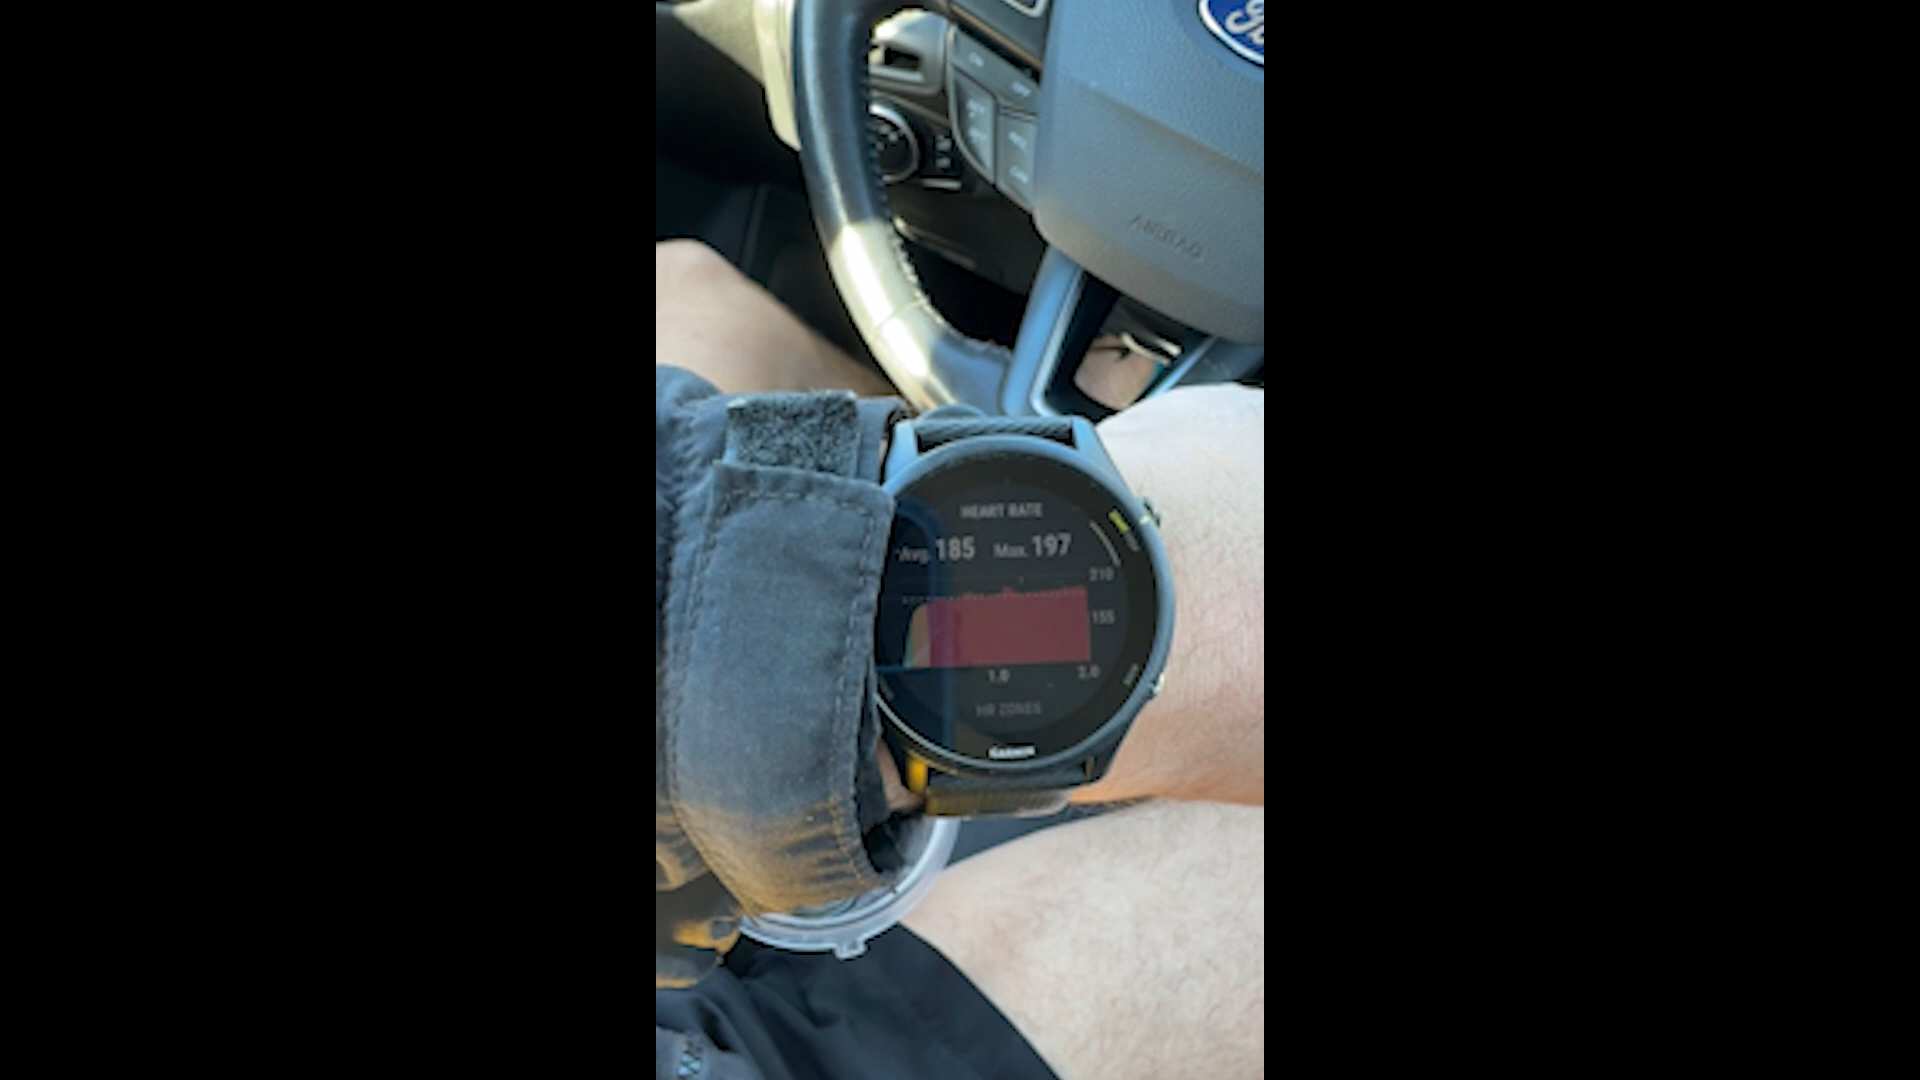 AIRBAG
HEART RATE
Avg. 185 Max. 197
210
155
1.0 2.0
HR ZONES
GARMIN